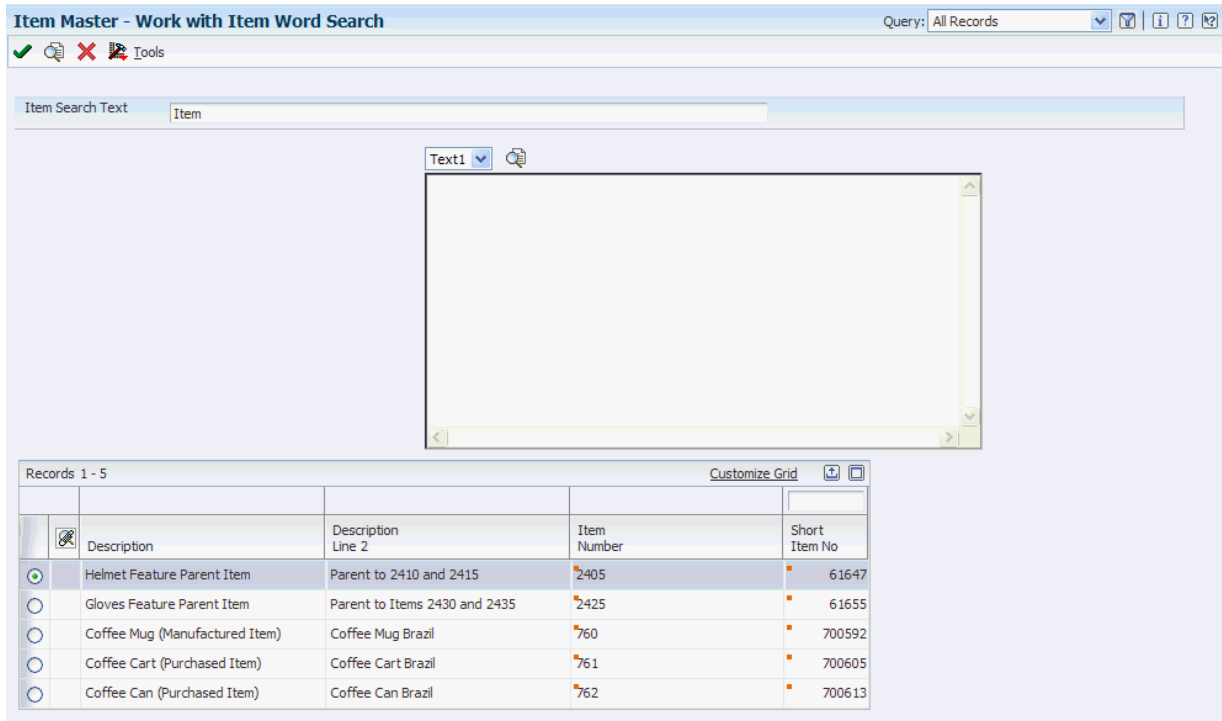 Item Master - Work with Item Word Search
Query: All Records
Tools
Item Search Text Item
Text1
Records 1 - 5 Customize Grid
Description Description Line 2 Item Number Short Item No
Helmet Feature Parent Item Parent to 2410 and 2415 2405 61647
Gloves Feature Parent Item Parent to Items 2430 and 2435 2425 61655
Coffee Mug (Manufactured Item) Coffee Mug Brazil 760 700592
Coffee Cart (Purchased Item) Coffee Cart Brazil 761 700605
Coffee Can (Purchased Item) Coffee Can Brazil 762 700613